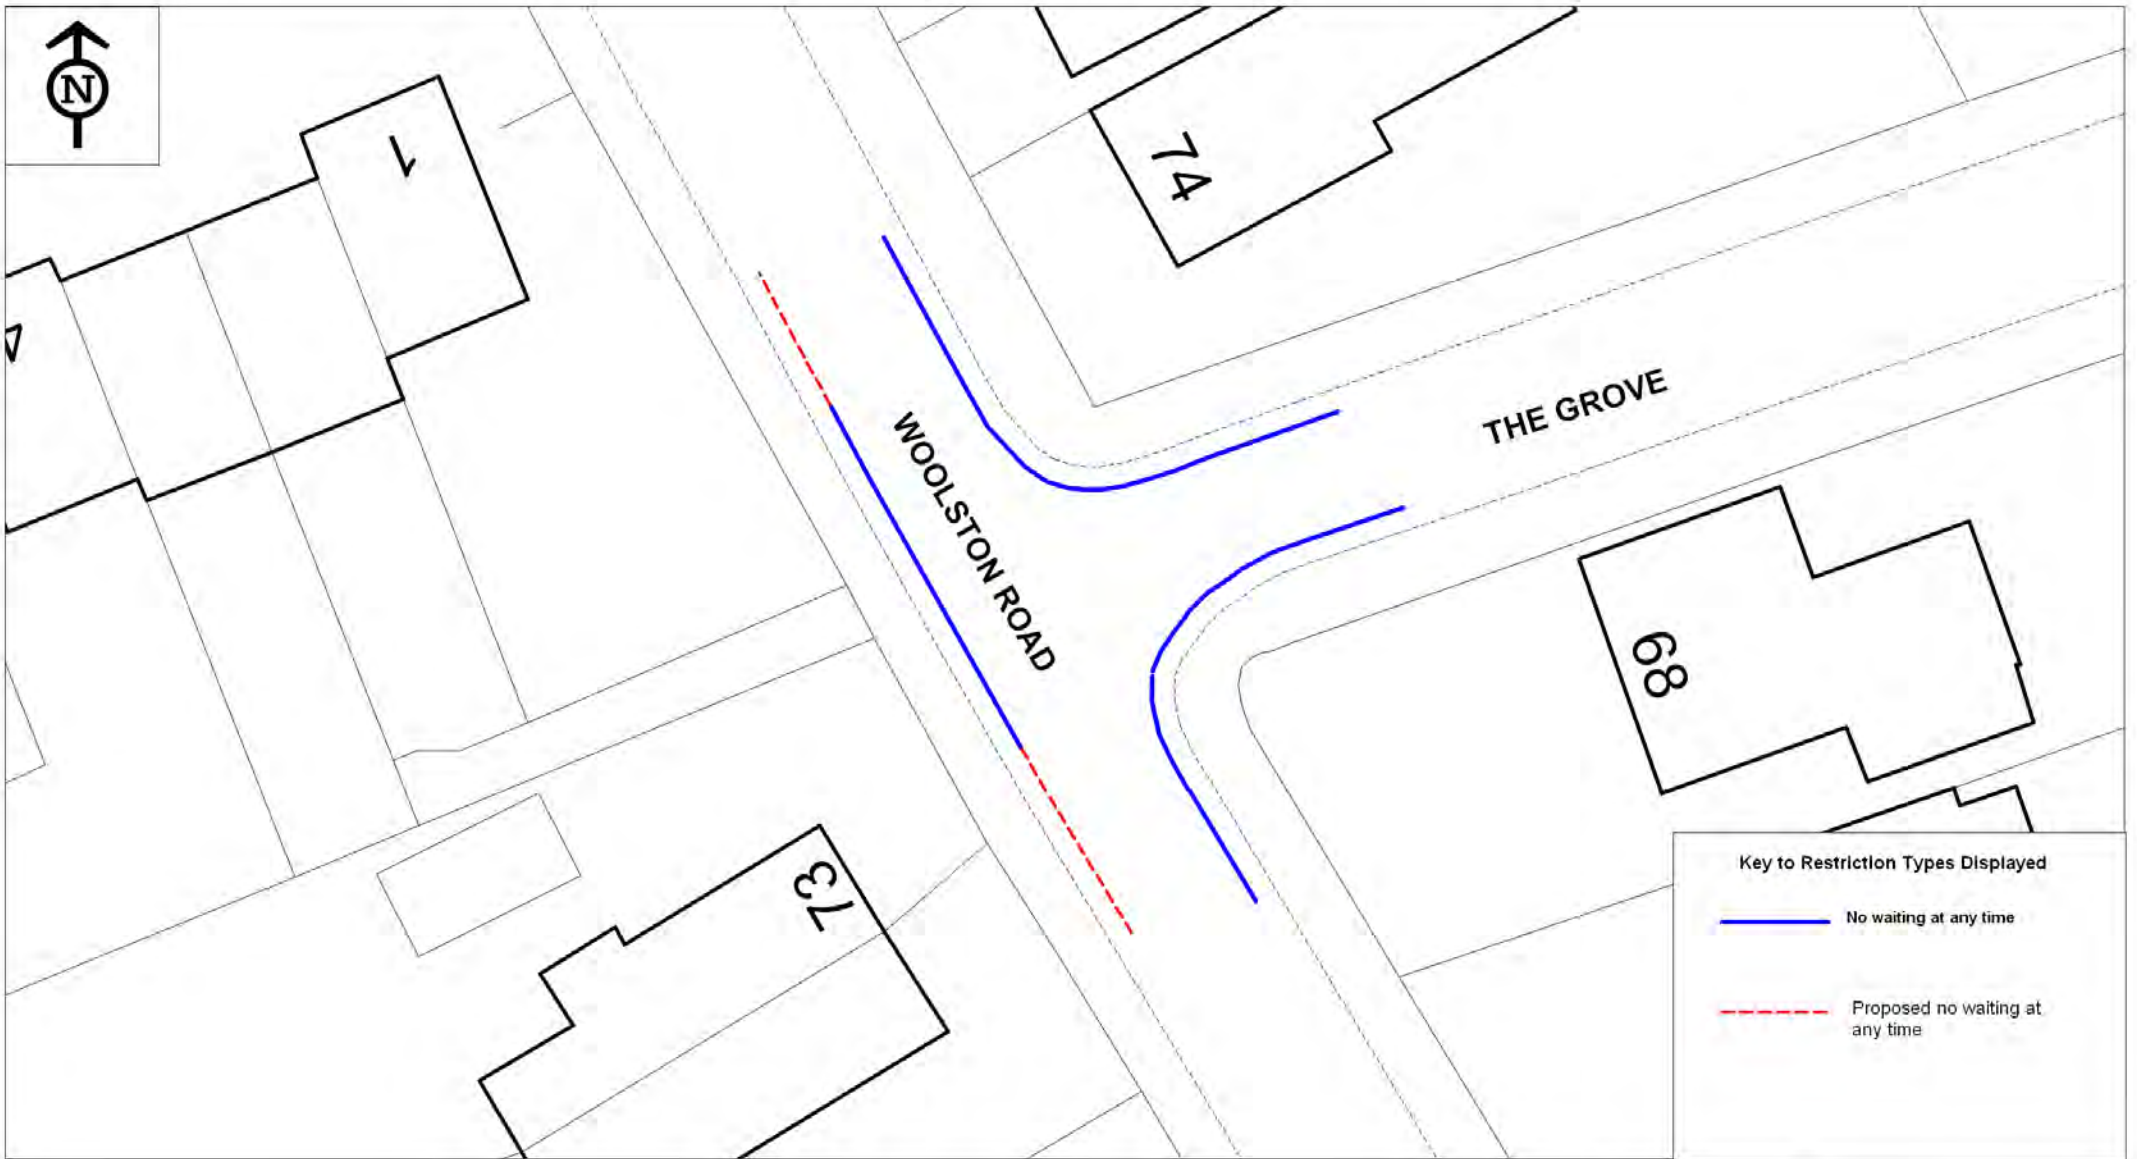 N
1
74
4
THE GROVE
WOOLSTON ROAD
68
73
Key to Restriction Types Displayed
No waiting at any time
Proposed no waiting at
any time